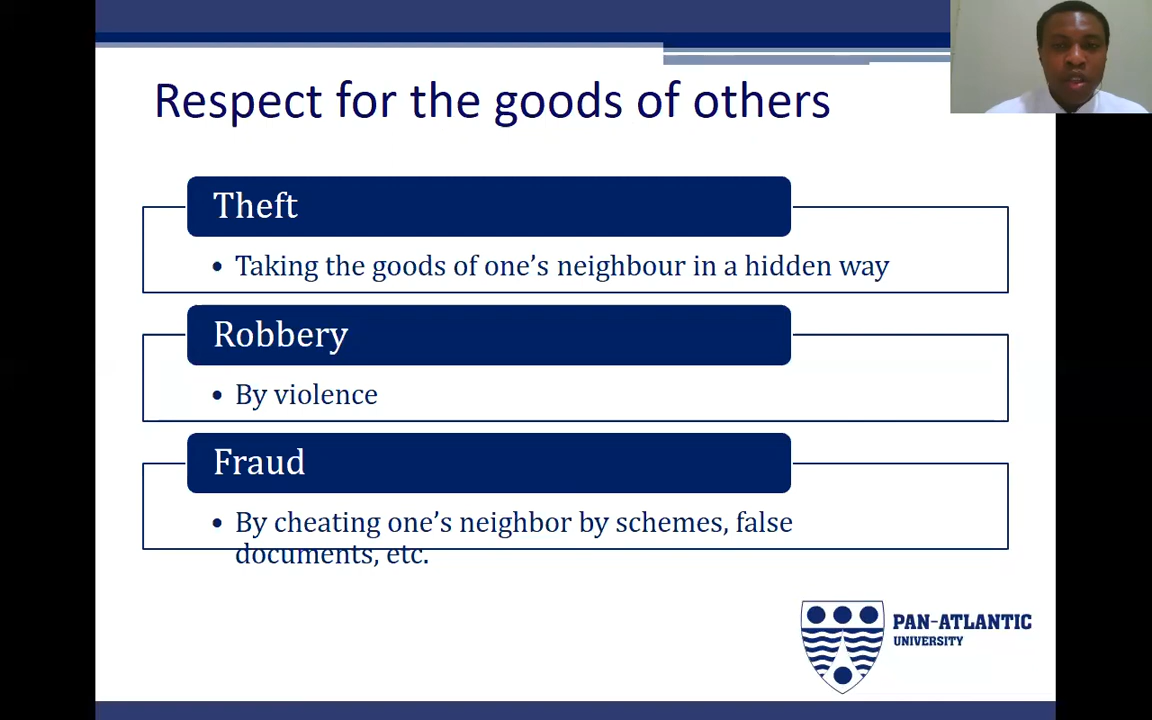 Respect for the goods of others
Theft
• Taking the goods of one’s neighbour in a hidden way
Robbery
• By violence
Fraud
• By cheating one’s neighbor by schemes, false
documents, etc.
PAN-ATLANTIC
UNIVERSITY